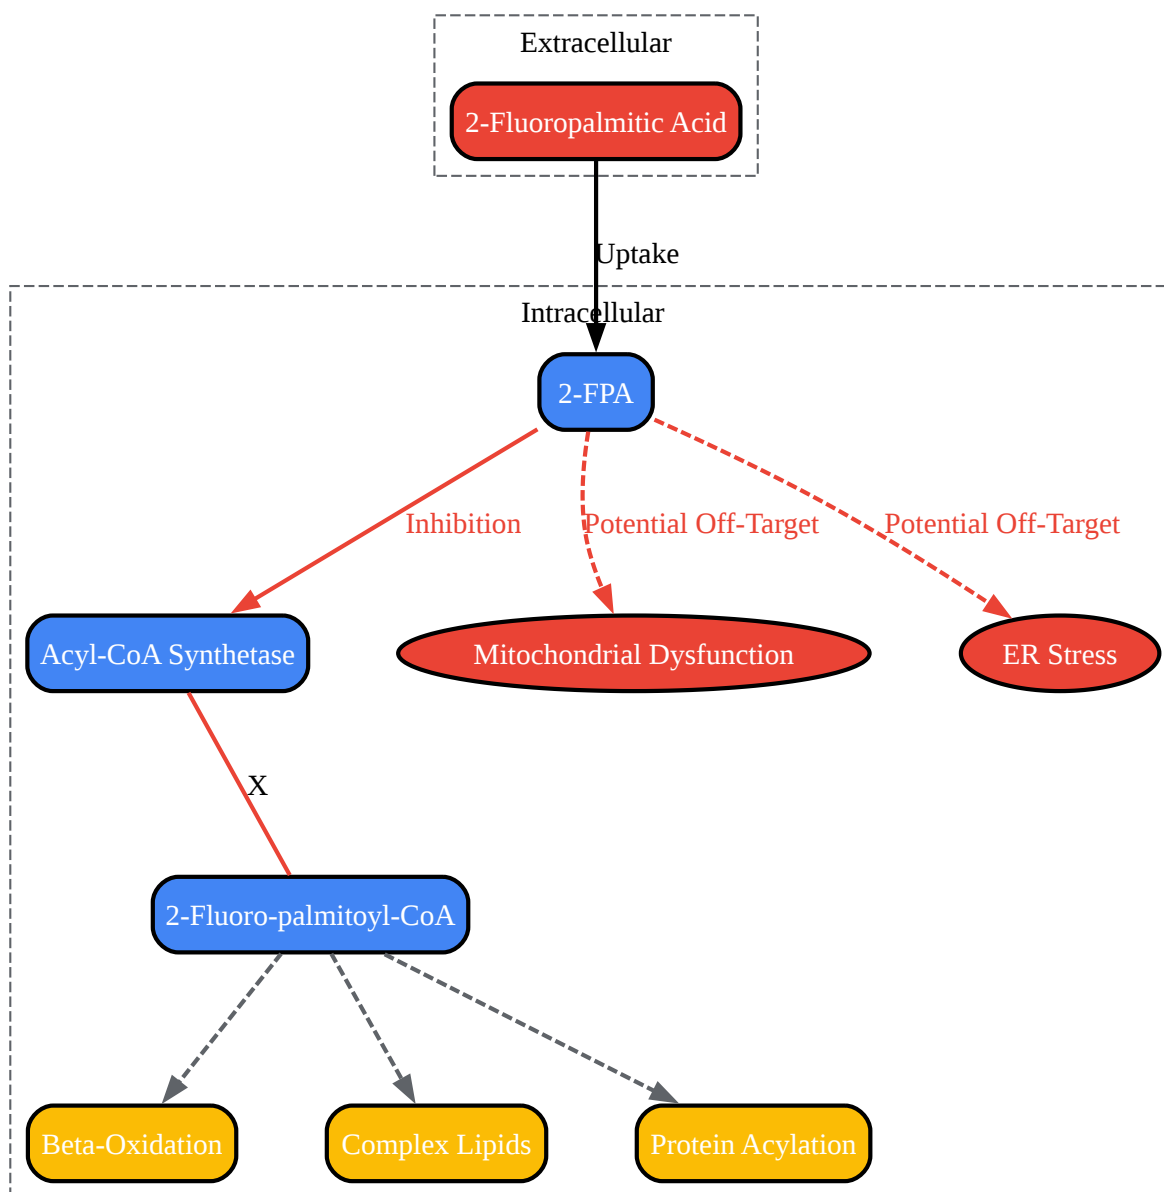 Extracellular
2-Fluoropalmitic Acid
Uptake
Intracellular
2-FPA
Inhibition
Potential Off-Target
Potential Off-Target
Acyl-CoA Synthetase
Mitochondrial Dysfunction
ER Stress
X
2-Fluoro-palmitoyl-CoA
Beta-Oxidation
Complex Lipids
Protein Acylation